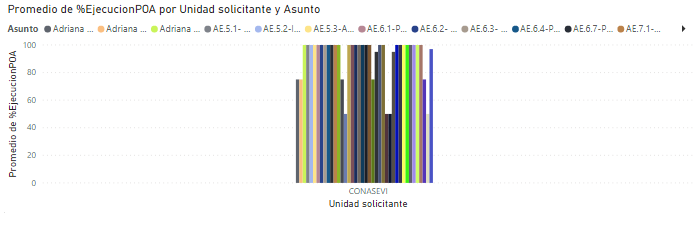 Promedio de %EjecucionPOA por Unidad solicitante y Asunto
Asunto Adriana ... Adriana ... Adriana ... AE.5.1- ... AE.5.2-I... AE.5.3-A... AE.6.1-P... AE.6.2- ... AE.6.3- ... AE.6.4-P... AE.6.7-P... AE.7.1-...
Promedio de %EjecucionPOA
100
80
60
40
20
0
CONASEVI
Unidad solicitante